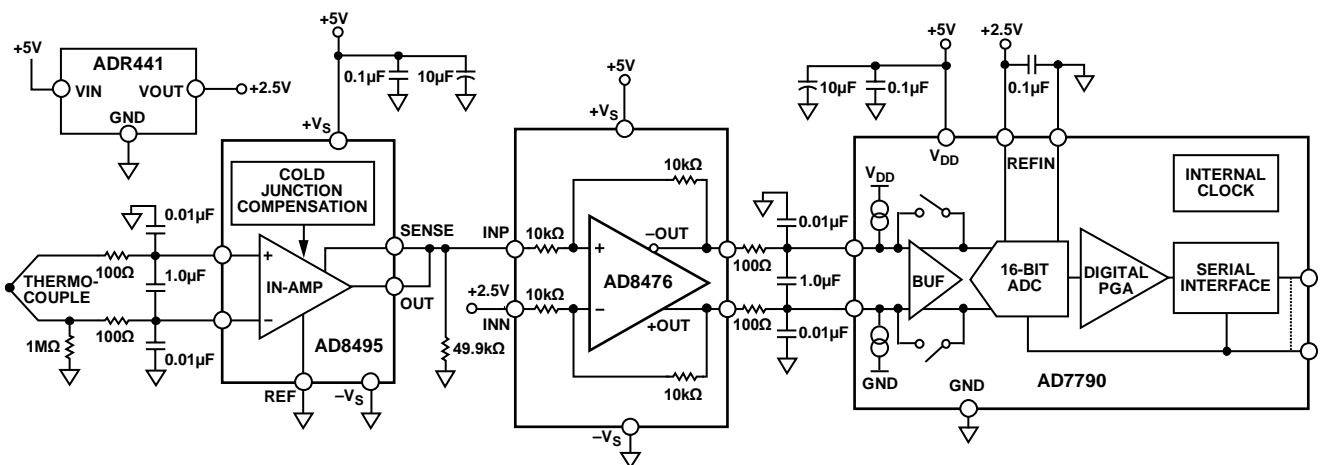 +5V
ADR441
VIN
VOUT
+2.5V
GND
+5V
0.1µF
10µF
+VS
COLD
JUNCTION
COMPENSATION
0.01µF
100Ω
THERMO-
COUPLE
1.0µF
100Ω
1MΩ
0.01µF
+
IN-AMP
–
SENSE
OUT
AD8495
REF
–VS
49.9kΩ
+5V
+VS
10kΩ
INP
10kΩ
+2.5V
10kΩ
INN
+
–
AD8476
–OUT
+OUT
10kΩ
–VS
0.01µF
100Ω
1.0µF
100Ω
0.01µF
+5V
+2.5V
10µF
0.1µF
0.1µF
VDD
REFIN
VDD
INTERNAL
CLOCK
BUF
16-BIT
ADC
DIGITAL
PGA
SERIAL
INTERFACE
GND
GND
AD7790